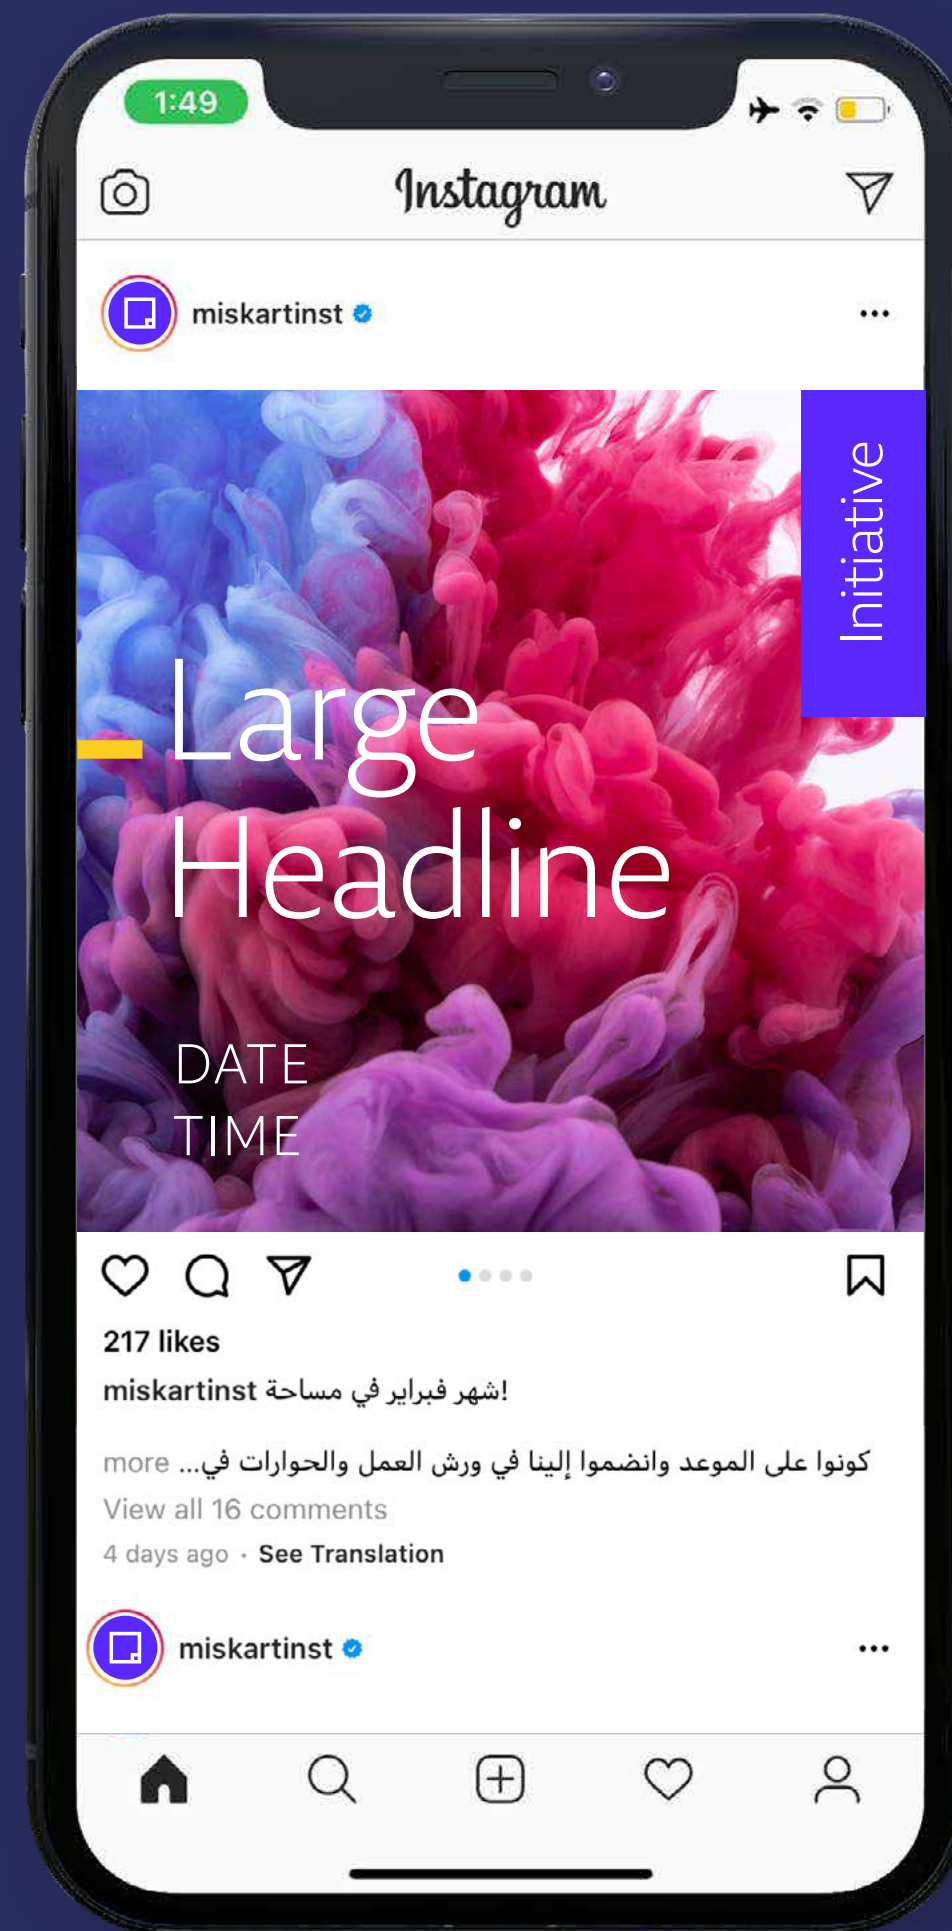 1:49
Instagram
miskartinst
Initiative
Large
Headline
DATE
TIME
217 likes
miskartinst شهر فبراير في مساحة!
كونوا على الموعد وانضموا إلينا في ورش العمل والحوارات في... more
View all 16 comments
4 days ago · See Translation
miskartinst